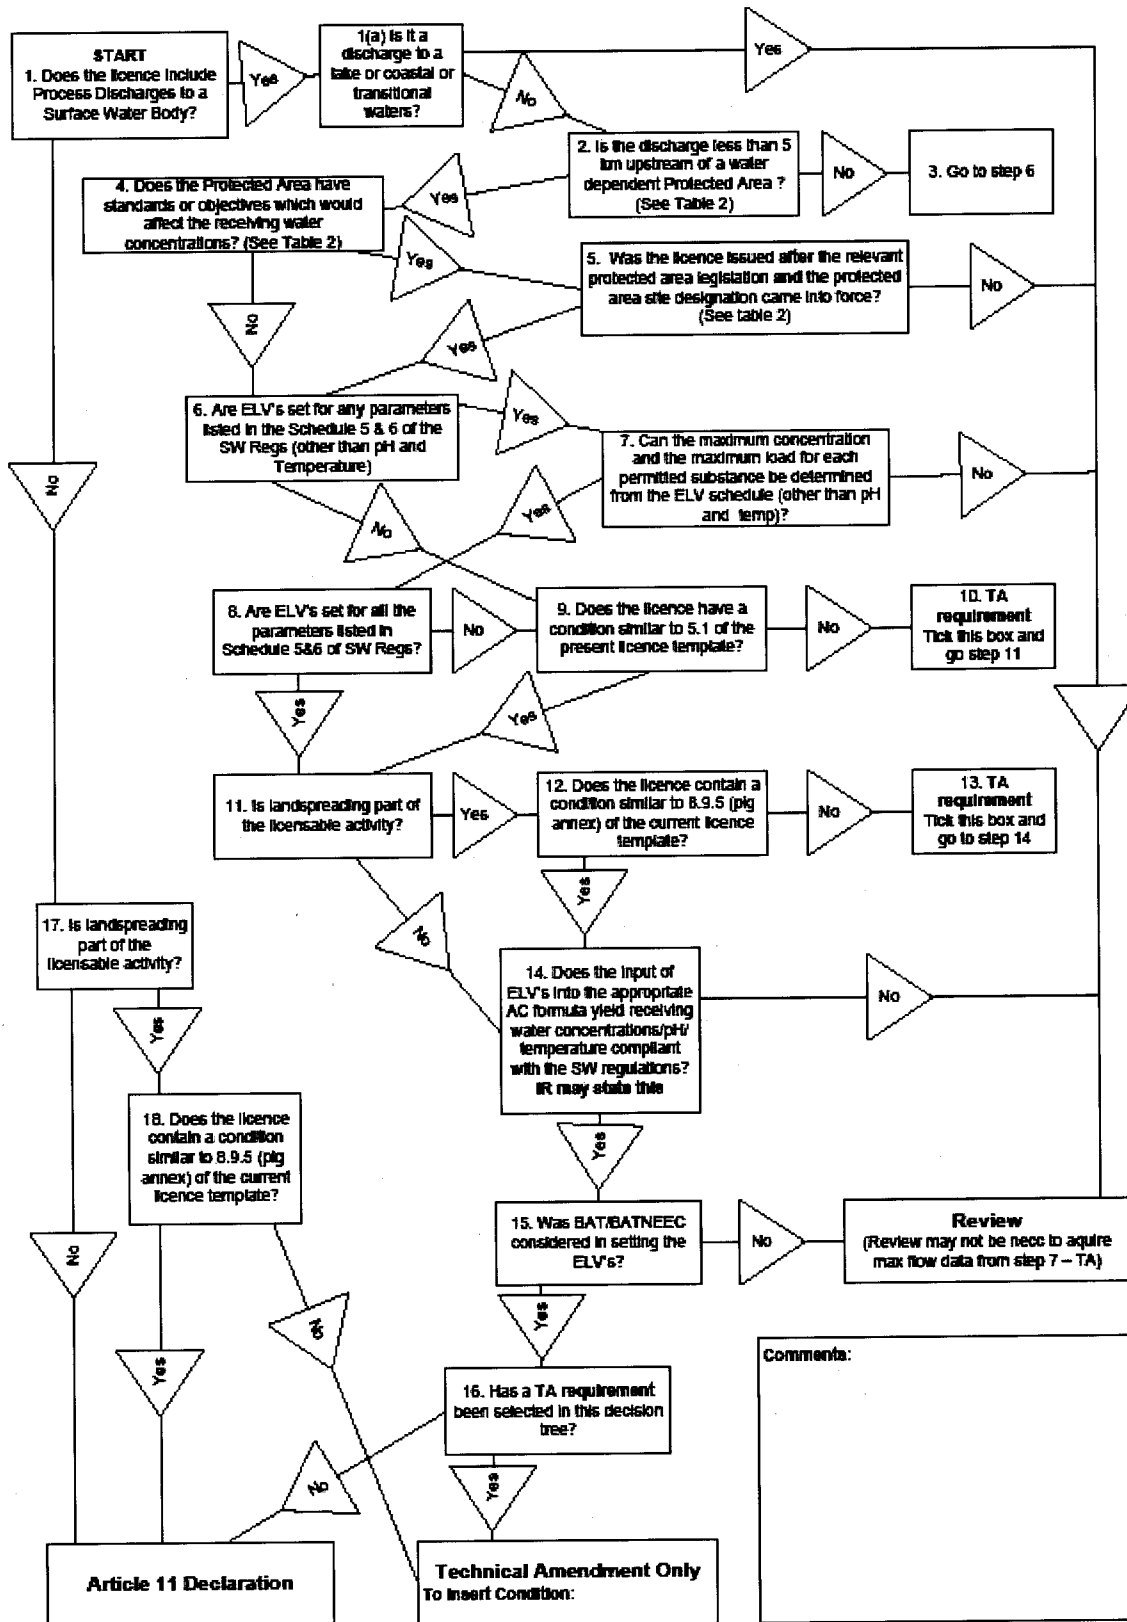 START
1. Does the licence include
Process Discharges to a
Surface Water Body?
Yes
1(a) Is it a
discharge to a
lake or coastal or
transitional
waters?
Yes
No
2. Is the discharge less than 5
km upstream of a water
dependent Protected Area ?
(See Table 2)
No
3. Go to step 6
Yes
4. Does the Protected Area have
standards or objectives which would
affect the receiving water
concentrations? (See Table 2)
Yes
5. Was the licence issued after the relevant
protected area legislation and the protected
area site designation came into force?
(See table 2)
No
No
Yes
6. Are ELV's set for any parameters
listed in the Schedule 5 & 6 of the
SW Regs (other than pH and
Temperature)
Yes
7. Can the maximum concentration
and the maximum load for each
permitted substance be determined
from the ELV schedule (other than pH
and temp)?
No
No
No
Yes
8. Are ELV's set for all the
parameters listed in
Schedule 5&6 of SW Regs?
No
9. Does the licence have a
condition similar to 5.1 of the
present licence template?
No
10. TA
requirement
Tick this box and
go step 11
Yes
Yes
11. Is landspreading part of
the licensable activity?
Yes
12. Does the licence contain a
condition similar to 8.9.5 (pig
annex) of the current licence
template?
No
13. TA
requirement
Tick this box and
go to step 14
Yes
No
17. Is landspreading
part of the
licensable activity?
14. Does the input of
ELV's into the appropriate
AC formula yield receiving
water concentrations/pH/
temperature compliant
with the SW regulations?
IR may state this
No
Yes
18. Does the licence
contain a condition
similar to 8.9.5 (pig
annex) of the current
licence template?
Yes
15. Was BAT/BATNEEC
considered in setting the
ELV's?
No
Review
(Review may not be necc to aquire
max flow data from step 7 – TA)
No
No
Yes
Yes
Comments:
16. Has a TA requirement
been selected in this decision
tree?
No
Yes
Article 11 Declaration
Technical Amendment Only
To Insert Condition: